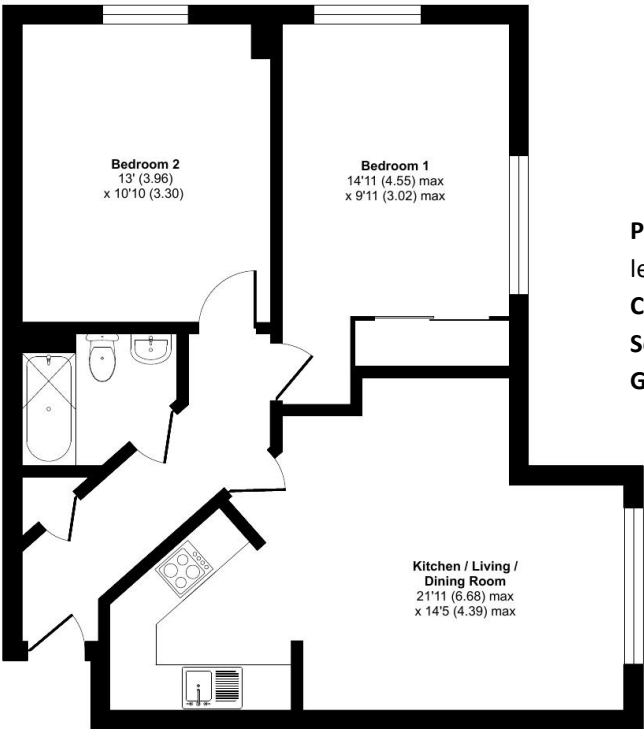 Bedroom 2
13' (3.96)
x 10'10 (3.30)
Bedroom 1
14'11 (4.55) max
x 9'11 (3.02) max
Kitchen / Living /
Dining Room
21'11 (6.68) max
x 14'5 (4.39) max
P
le
C
S
G